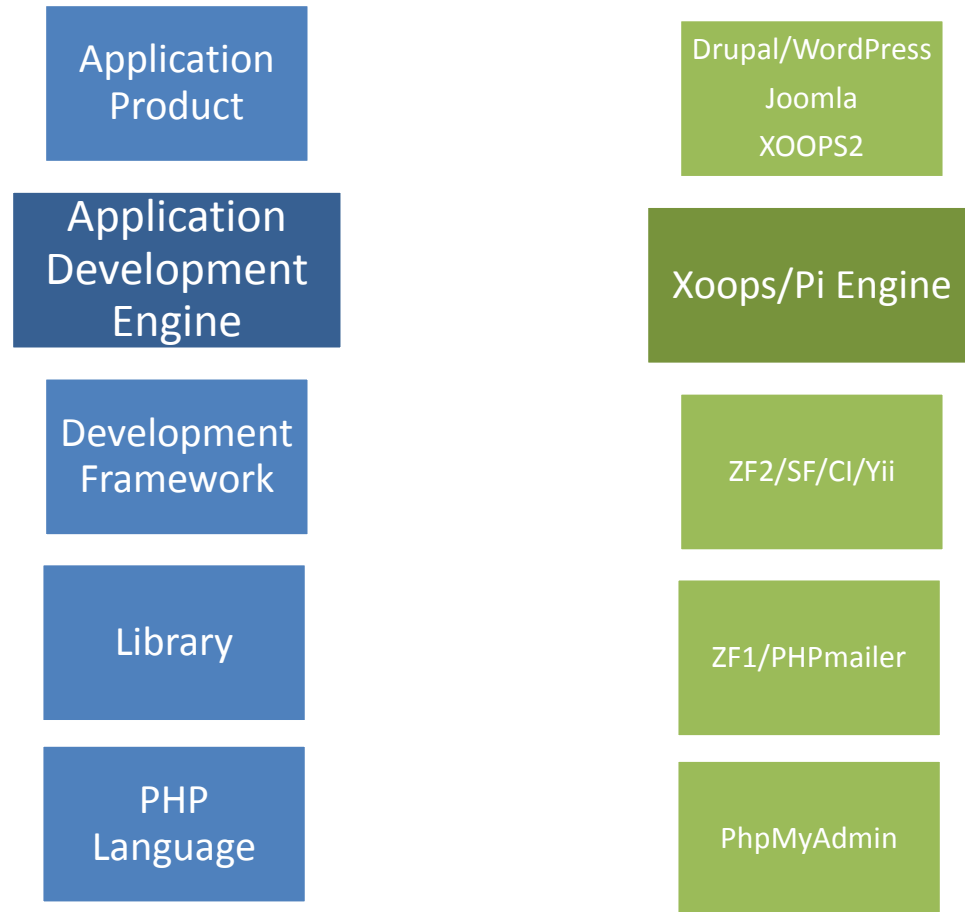 Application
Product
Drupal/WordPress
Joomla
XOOPS2
Application
Development
Engine
Xoops/Pi Engine
Development
Framework
ZF2/SF/CI/Yii
Library
ZF1/PHPmailer
PHP
Language
PhpMyAdmin